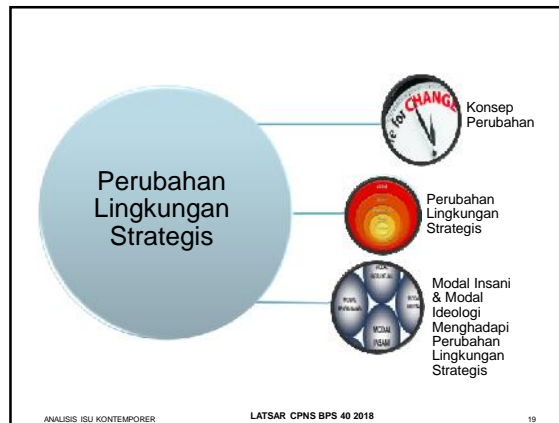 Perubahan
Lingkungan
Strategis
CHANGE
e for
Konsep
Perubahan
Perubahan
Lingkungan
Strategis
MODAL
INSANI
Modal Insani
& Modal
Ideologi
Menghadapi
Perubahan
Lingkungan
Strategis
ANALISIS ISU KONTEMPORER
LATSAR CPNS BPS 40 2018
19